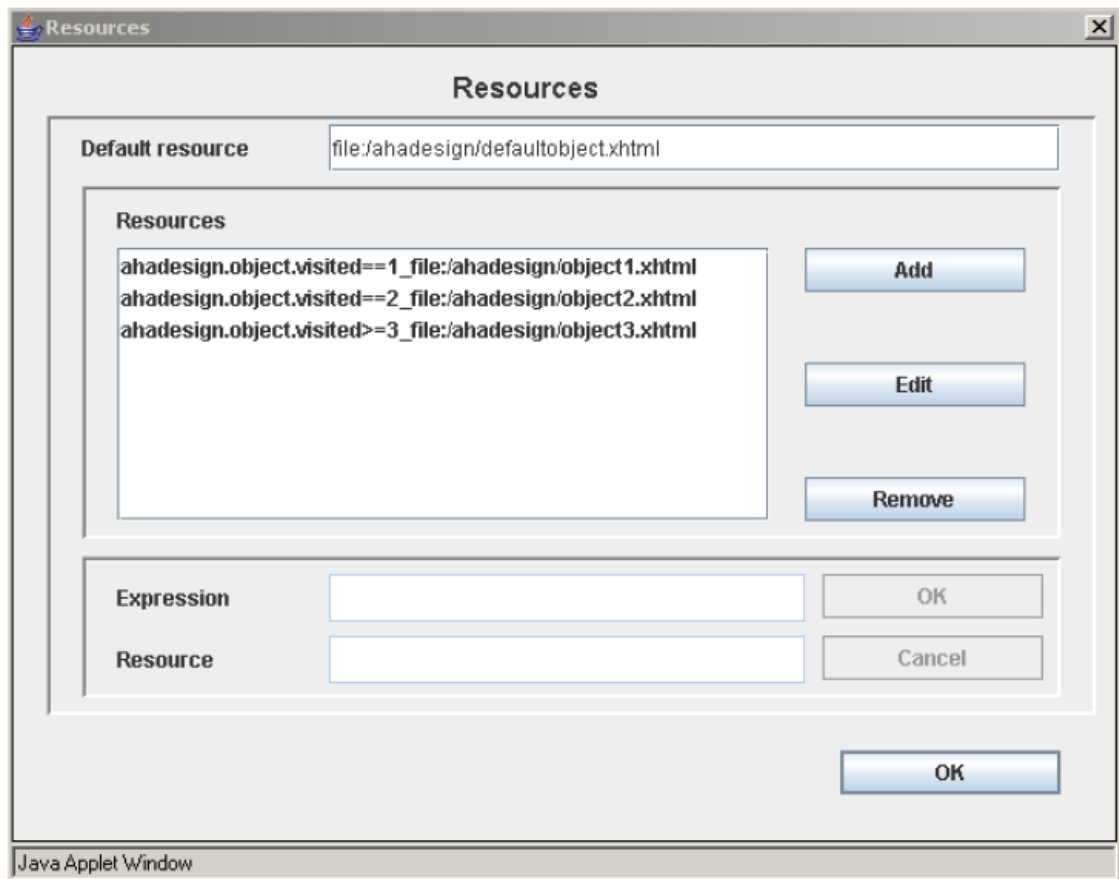 Resources
Resources
Default resource file:/ahadesign/defaultobject.xhtml
Resources
ahadesign.object.visited==1_file:/ahadesign/object1.xhtml
ahadesign.object.visited==2_file:/ahadesign/object2.xhtml
ahadesign.object.visited>=3_file:/ahadesign/object3.xhtml
Add
Edit
Remove
Expression OK
Resource Cancel
OK
Java Applet Window